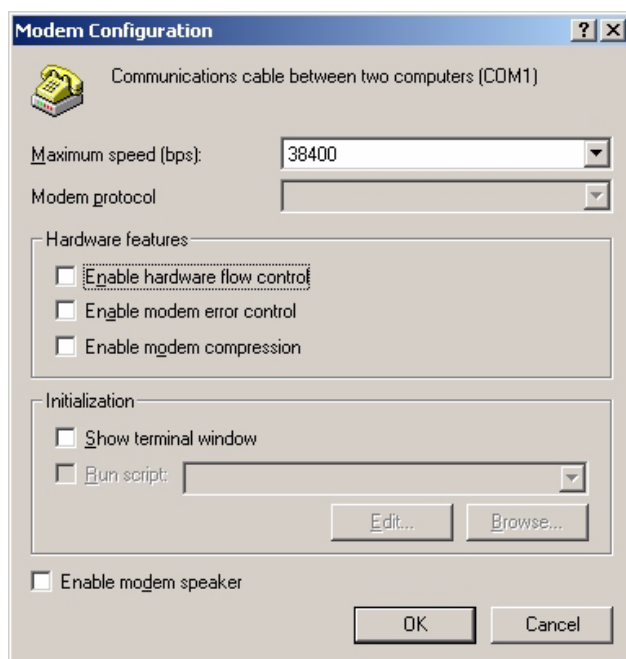 Modem Configuration
Communications cable between two computers (COM1)
Maximum speed (bps): 38400
Modem protocol
Hardware features
Enable hardware flow control
Enable modem error control
Enable modem compression
Initialization
Show terminal window
Run script:
Edit... Browse...
Enable modem speaker
OK Cancel